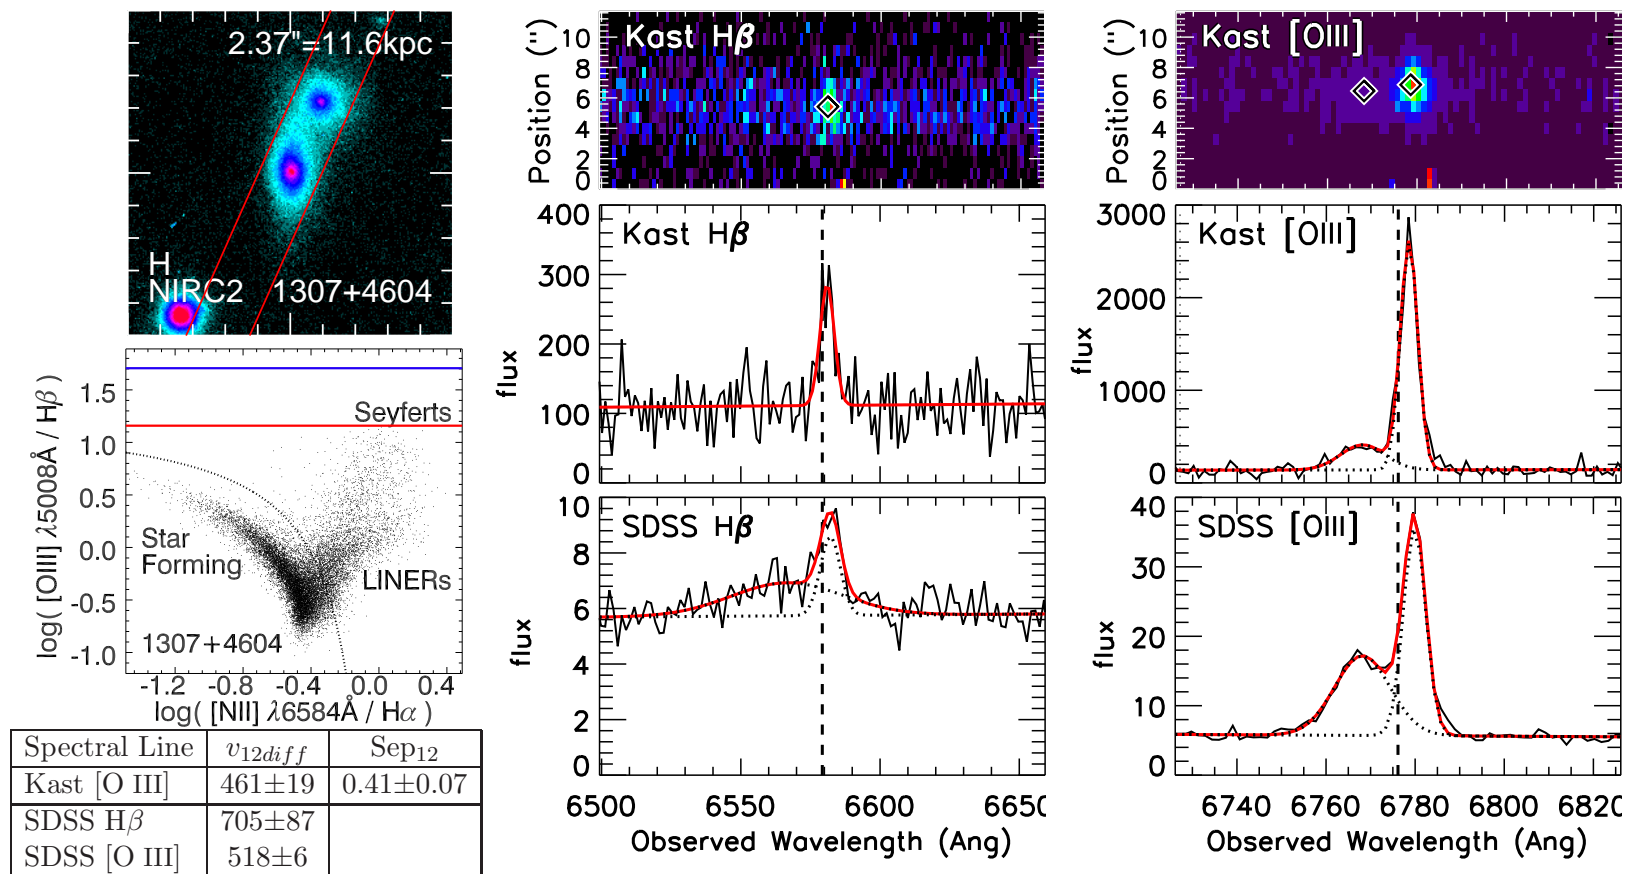 2.37"=11.6kpc
H
NIRC2 1307+4604
log( [OIII] λ5008Å / Hβ )
1.5
1.0
0.5
0.0
-0.5
-1.0
Seyferts
Star
Forming
LINERs
1307+4604
-1.2 -0.8 -0.4 0.0 0.4
log( [NII] λ6584Å / Hα )
Spectral Line v12diff Sep12
Kast [O III] 461±19 0.41±0.07
SDSS Hβ 705±87
SDSS [O III] 518±6
Position (")
10
8
6
4
2
0
Kast Hβ
flux
400
300
200
100
0
Kast Hβ
flux
10
8
6
4
2
0
SDSS Hβ
6500 6550 6600 6650
Observed Wavelength (Ang)
Position (")
10
8
6
4
2
0
Kast [OIII]
flux
3000
2000
1000
0
Kast [OIII]
flux
40
30
20
10
0
SDSS [OIII]
6740 6760 6780 6800 6820
Observed Wavelength (Ang)